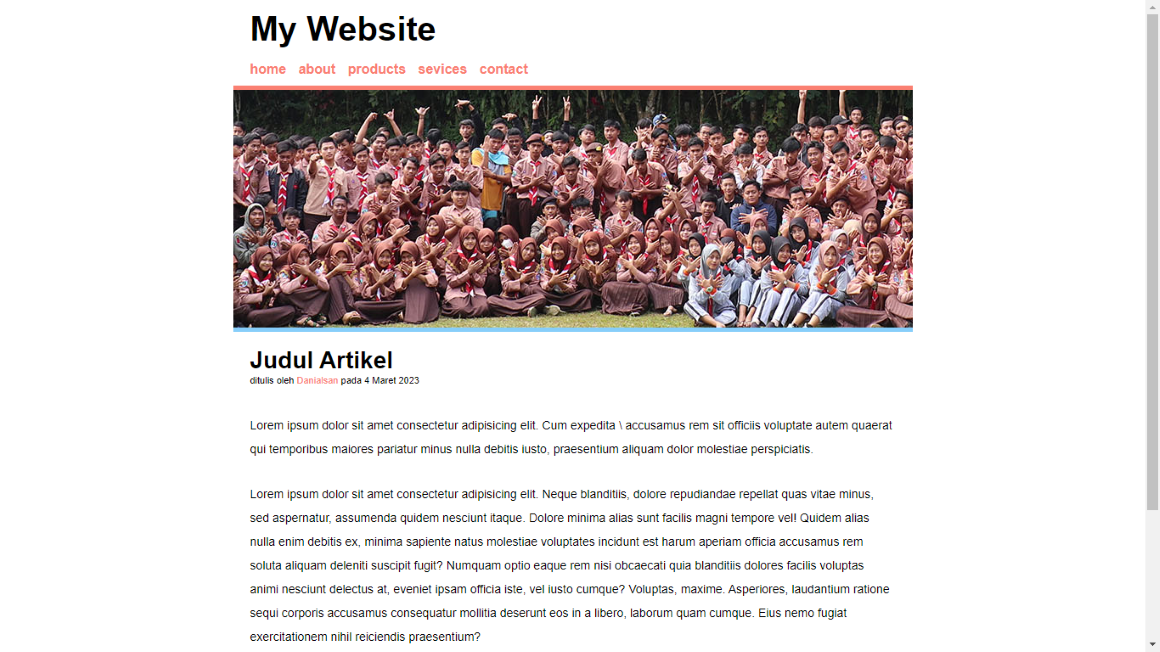 My Website
home about products sevices contact
Judul Artikel
ditulis oleh Danialsan pada 4 Maret 2023
Lorem ipsum dolor sit amet consectetur adipisicing elit. Cum expedita \ accusamus rem sit officiis voluptate autem quaerat
qui temporibus maiores pariatur minus nulla debitis iusto, praesentium aliquam dolor molestiae perspiciatis.
Lorem ipsum dolor sit amet consectetur adipisicing elit. Neque blanditiis, dolore repudiandae repellat quas vitae minus,
sed aspernatur, assumenda quidem nesciunt itaque. Dolore minima alias sunt facilis magni tempore vel! Quidem alias
nulla enim debitis ex, minima sapiente natus molestiae voluptates incidunt est harum aperiam officia accusamus rem
soluta aliquam deleniti suscipit fugit? Numquam optio eaque rem nisi obcaecati quia blanditiis dolores facilis voluptas
animi nesciunt delectus at, eveniet ipsam officia iste, vel iusto cumque? Voluptas, maxime. Asperiores, laudantium ratione
sequi corporis accusamus consequatur mollitia deserunt eos in a libero, laborum quam cumque. Eius nemo fugiat
exercitationem nihil reiciendis praesentium?